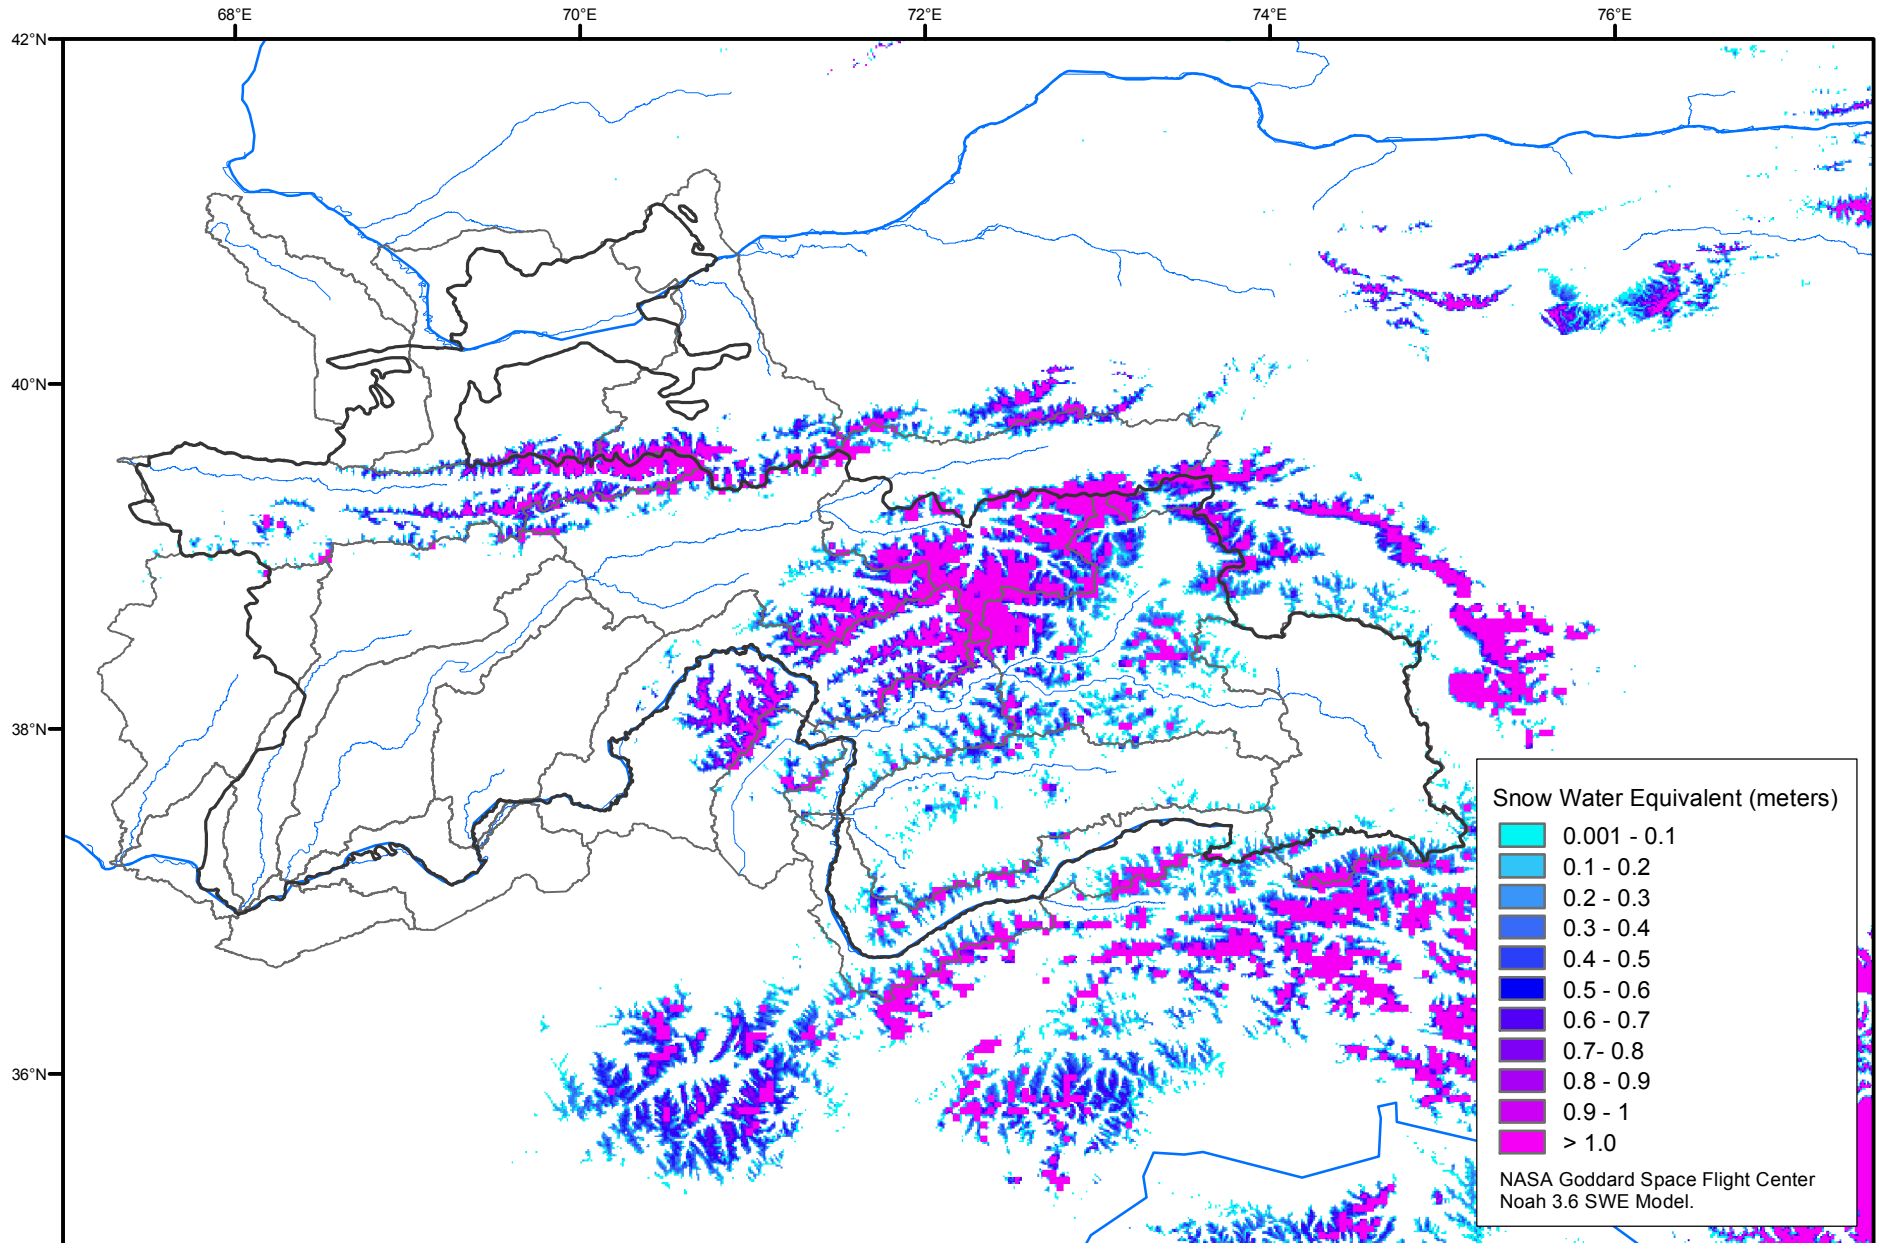 68°E
70°E
72°E
74°E
76°E
42°N
40°N
38°N
36°N
Snow Water Equivalent (meters)
0.001 - 0.1
0.1 - 0.2
0.2 - 0.3
0.3 - 0.4
0.4 - 0.5
0.5 - 0.6
0.6 - 0.7
0.7- 0.8
0.8 - 0.9
0.9 - 1
> 1.0
NASA Goddard Space Flight Center
Noah 3.6 SWE Model.